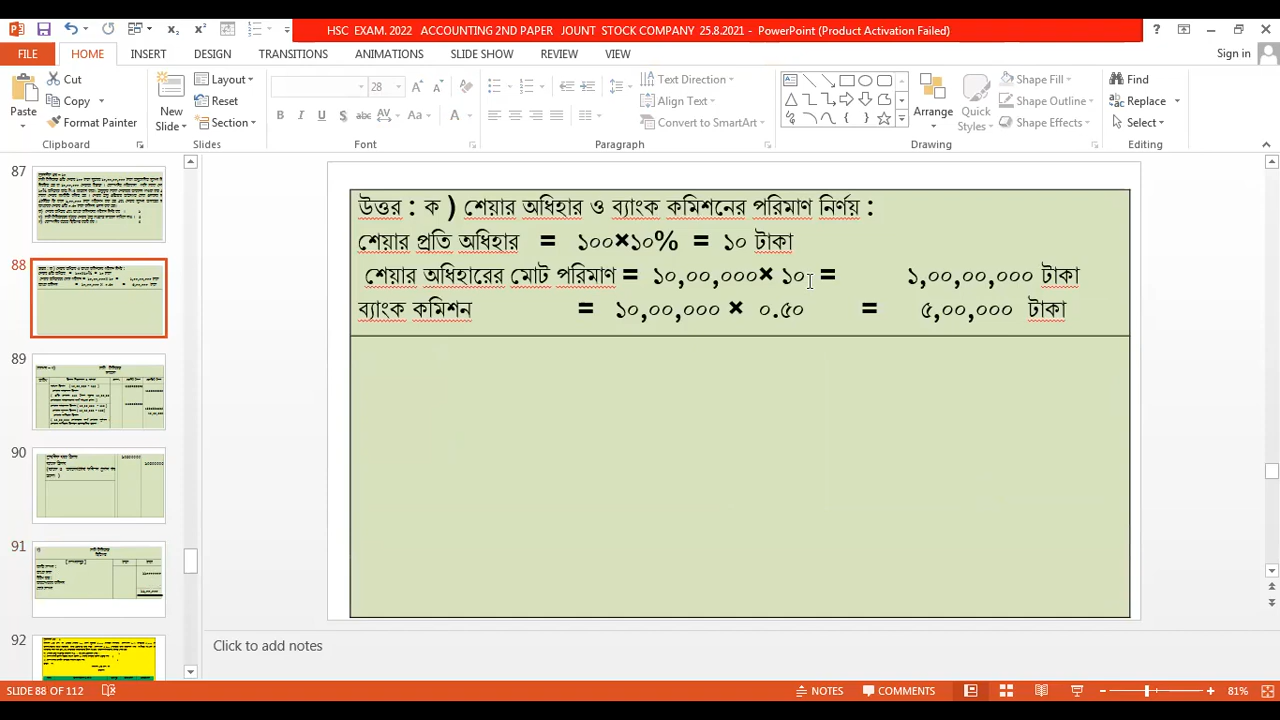 HSC EXAM. 2022 ACCOUNTING 2ND PAPER JOUNT STOCK COMPANY 25.8.2021 - PowerPoint (Product Activation Failed)
FILE HOME INSERT DESIGN TRANSITIONS ANIMATIONS SLIDE SHOW REVIEW VIEW Sign in
Paste Cut Copy Format Painter New Slide Layout Reset Section 28 Text Direction Align Text Convert to SmartArt Arrange Quick Styles Shape Fill Shape Outline Shape Effects Find Replace Select
Clipboard Slides Font Paragraph Drawing Editing
87
88
89
90
91
92
উত্তর : ক ) শেয়ার অধিহার ও ব্যাংক কমিশনের পরিমাণ নির্ণয় :
শেয়ার প্রতি অধিহার = ১০০×১০% = ১০ টাকা
শেয়ার অধিহারের মোট পরিমাণ = ১০,০০,০০০× ১০ = ১,০০,০০,০০০ টাকা
ব্যাংক কমিশন = ১০,০০,০০০ × ০.৫০ = ৫,০০,০০০ টাকা
Click to add notes
SLIDE 88 OF 112 NOTES COMMENTS 81%